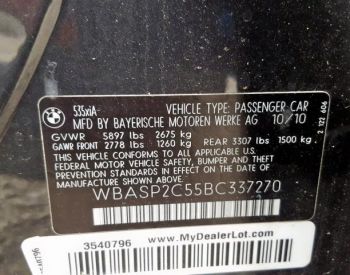 535xiA-
VEHICLE TYPE: PASSENGER CAR
MFD BY BAYERISCHE MOTOREN WERKE AG 10/10
GVWR 5897 lbs 2675 kg
GAWR FRONT 2778 lbs 1260 kg REAR 3307 lbs 1500 kg
THIS VEHICLE CONFORMS TO ALL APPLICABLE
FEDERAL MOTOR VEHICLE SAFETY,
BUMPER, AND THEFT PREVENTION STANDARDS
IN EFFECT ON THE DATE OF MANUFACTURE
SHOWN ABOVE.
WBASP2C55BC337270
2 122 606
3540796
www.MyDealerLot.com
3540796